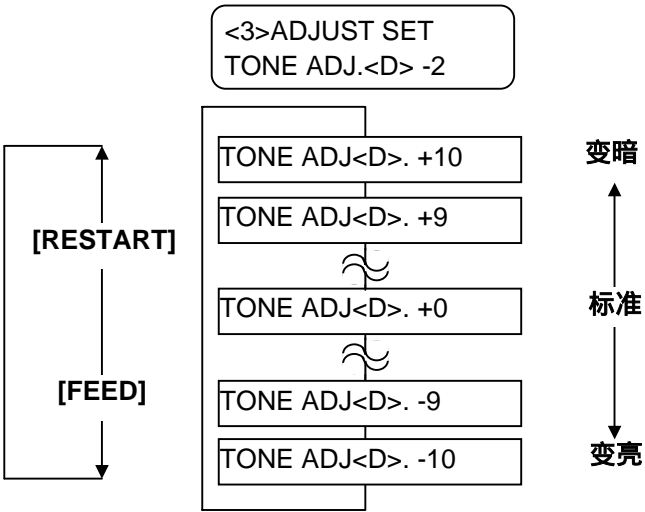 <3>ADJUST SET
TONE ADJ.<D> -2
TONE ADJ<D>. +10
变暗
TONE ADJ<D>. +9
[RESTART]
TONE ADJ<D>. +0
标准
[FEED]
TONE ADJ<D>. -9
TONE ADJ<D>. -10
变亮